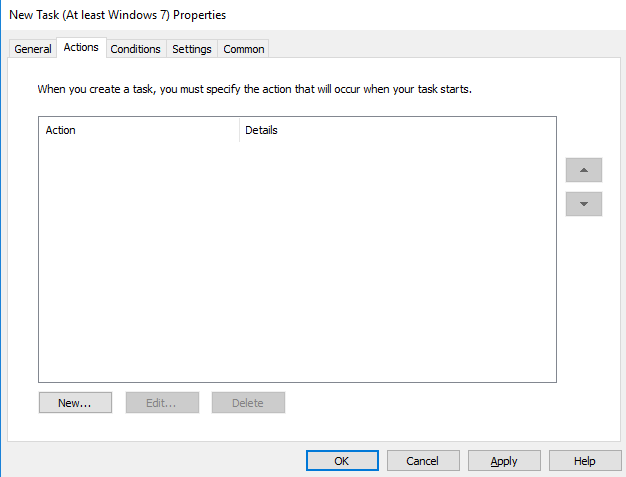 New Task (At least Windows 7) Properties
General Actions Conditions Settings Common
When you create a task, you must specify the action that will occur when your task starts.
Action Details
New... Edit... Delete
OK Cancel Apply Help